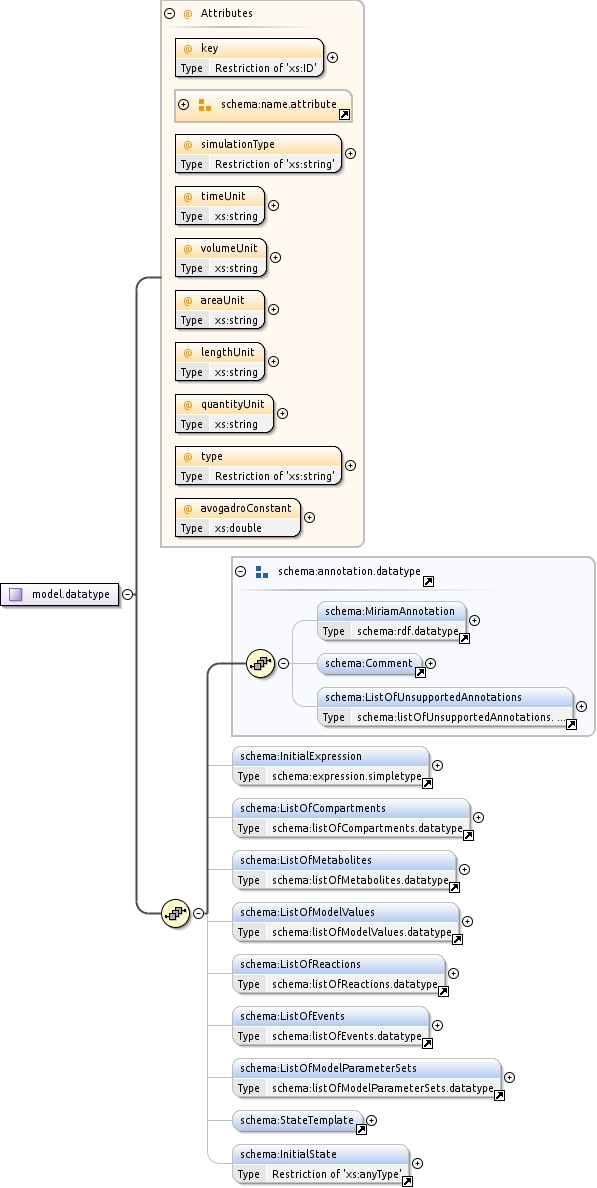 @ Attributes
@ key
Type Restriction of 'xs:ID'
schema:name.attribute
@ simulationType
Type Restriction of 'xs:string'
@ timeUnit
Type xs:string
@ volumeUnit
Type xs:string
@ areaUnit
Type xs:string
@ lengthUnit
Type xs:string
@ quantityUnit
Type xs:string
@ type
Type Restriction of 'xs:string'
@ avogadroConstant
Type xs:double
model.datatype
schema:annotation.datatype
schema:MiriamAnnotation
Type schema:rdf.datatype
schema:Comment
schema:ListOfUnsupportedAnnotations
Type schema:listOfUnsupportedAnnotations. ...
schema:InitialExpression
Type schema:expression.simpletype
schema:ListOfCompartments
Type schema:listOfCompartments.datatype
schema:ListOfMetabolites
Type schema:listOfMetabolites.datatype
schema:ListOfModelValues
Type schema:listOfModelValues.datatype
schema:ListOfReactions
Type schema:listOfReactions.datatype
schema:ListOfEvents
Type schema:listOfEvents.datatype
schema:ListOfModelParameterSets
Type schema:listOfModelParameterSets.datatype
schema:StateTemplate
schema:InitialState
Type Restriction of 'xs:anyType'